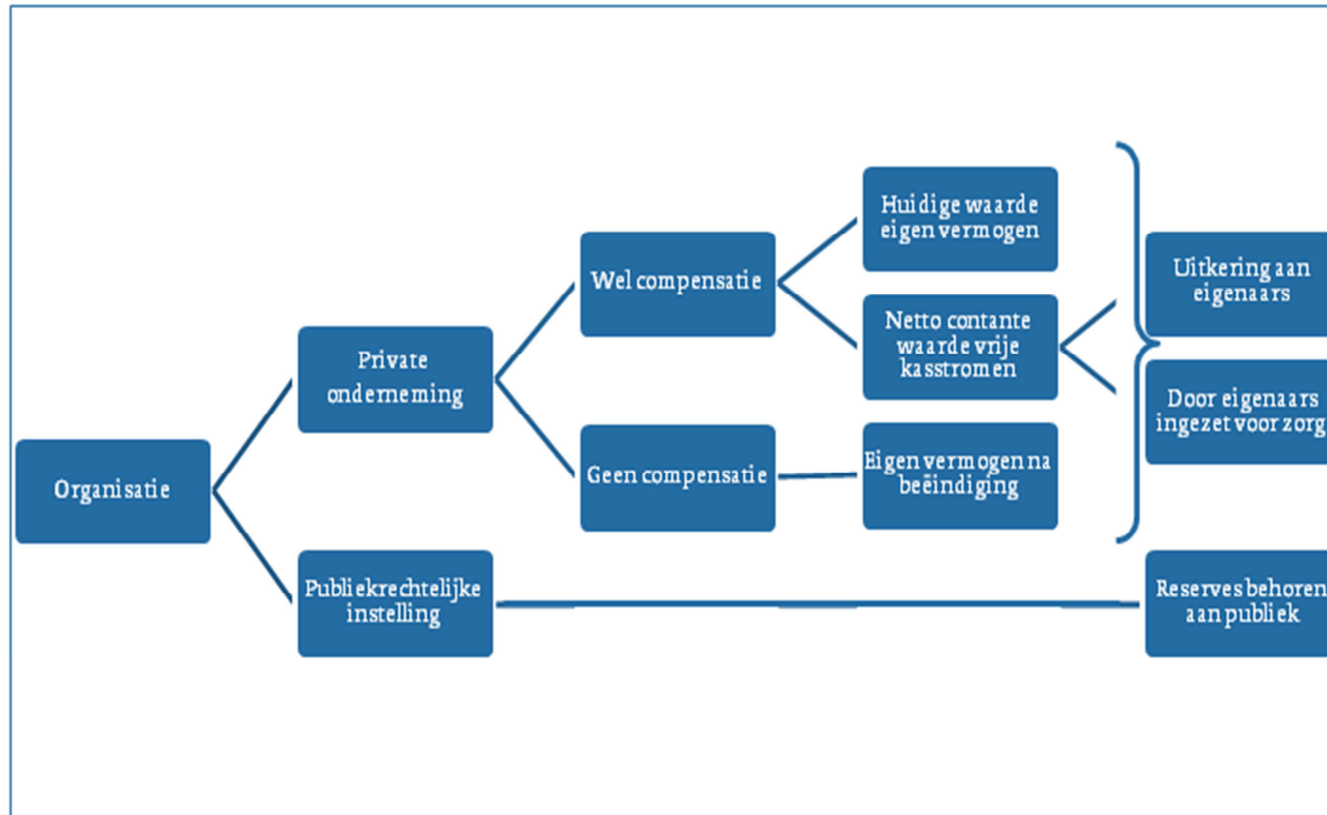 Organisatie
Private
onderneming
Wel compensatie
Huidige waarde
eigen vermogen
Netto contante
waarde vrije
kasstromen
Geen compensatie
Eigen vermogen na
beëindiging
Uitkering aan
eigenaars
Door eigenaars
ingezet voor zorg
Publiekrechtelijke
instelling
Reserves behoren
aan publiek